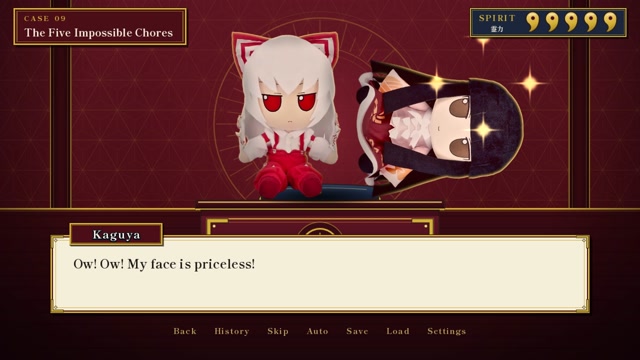 CASE 09
The Five Impossible Chores
SPIRIT
霊力
Kaguya
Ow! Ow! My face is priceless!
Back History Skip Auto Save Load Settings